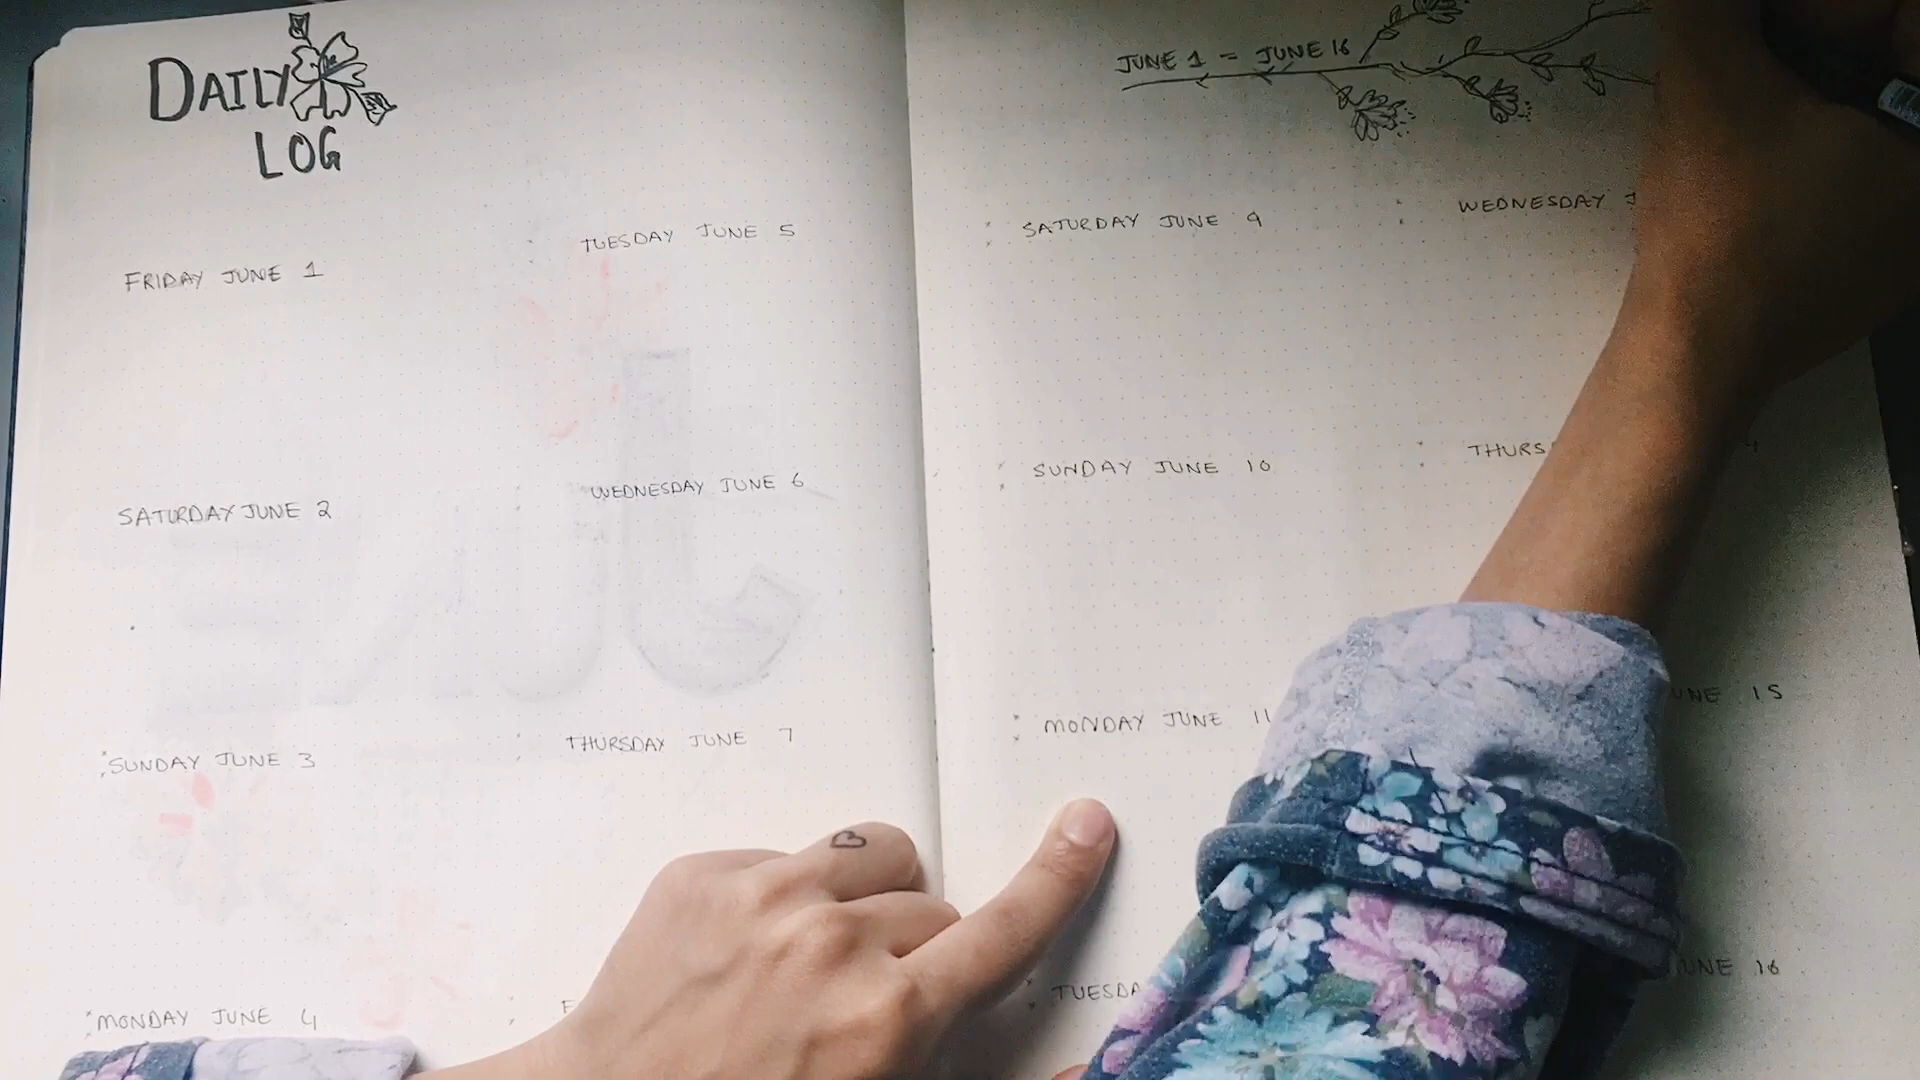 DAILY
LOG
FRIDAY JUNE 1
SATURDAY JUNE 2
SUNDAY JUNE 3
MONDAY JUNE 4
TUESDAY JUNE 5
WEDNESDAY JUNE 6
THURSDAY JUNE 7
JUNE 1 - JUNE 16
SATURDAY JUNE 9
SUNDAY JUNE 10
MONDAY JUNE 11
WEDNESDAY
JUNE 15
JUNE 16